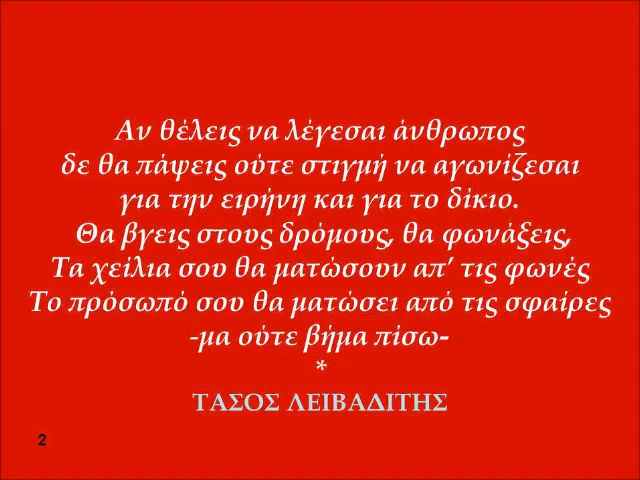 Αν θέλεις να λέγεσαι άνθρωπος
δε θα πάψεις ούτε στιγμή να αγωνίζεσαι
για την ειρήνη και για το δίκιο.
Θα βγεις στους δρόμους, θα φωνάξεις,
Τα χείλια σου θα ματώσουν απ’ τις φωνές
Το πρόσωπό σου θα ματώσει από τις σφαίρες
-μα ούτε βήμα πίσω-
*
ΤΑΣΟΣ ΛΕΙΒΑΔΙΤΗΣ
2